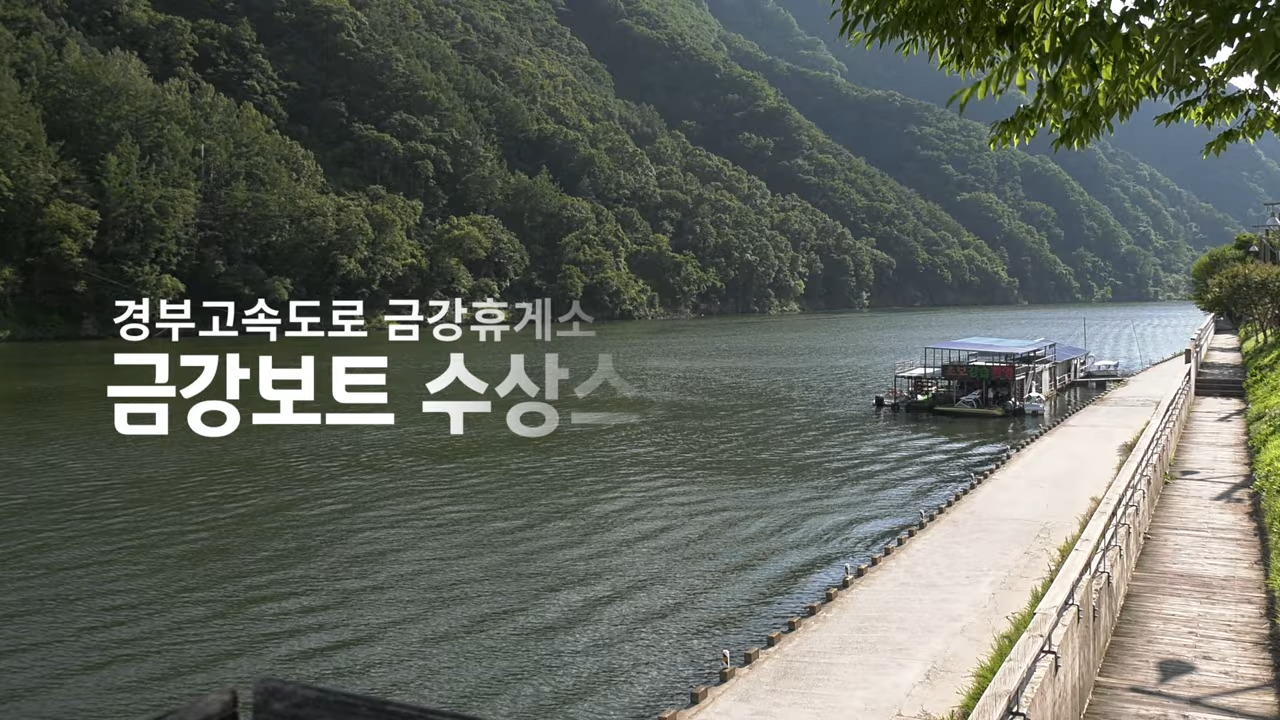 경부고속도로 금강휴게소
금강보트 수상스